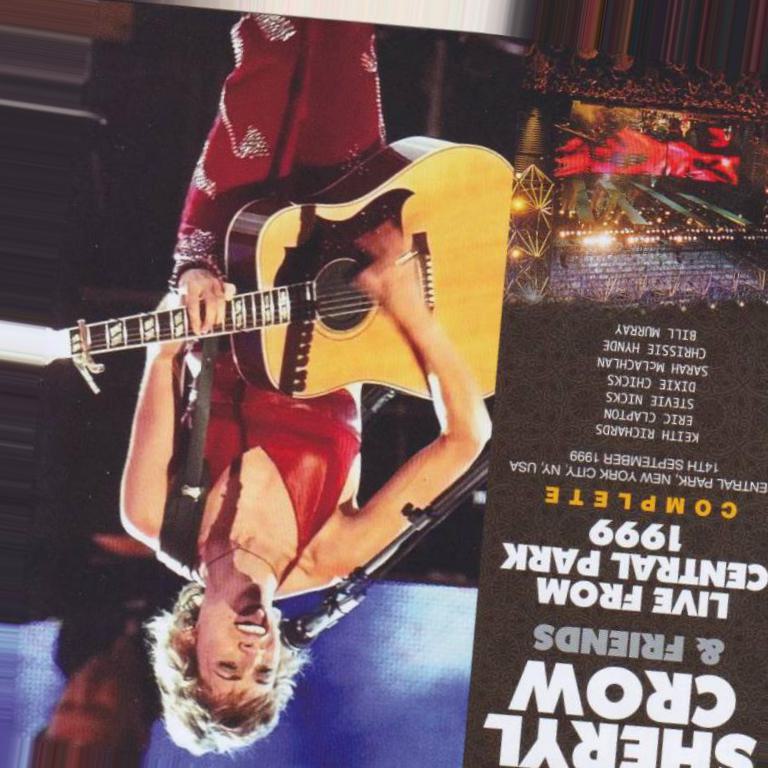 SHERYL
CROW
& FRIENDS
LIVE FROM
CENTRAL PARK
1999
COMPLETE
ENTRAL PARK, NEW YORK CITY, NY, USA
14TH SEPTEMBER 1999
KEITH RICHARDS
ERIC CLAPTON
STEVIE NICKS
DIXIE CHICKS
SARAH McLACHLAN
CHRISSIE HYNDE
BILL MURRAY